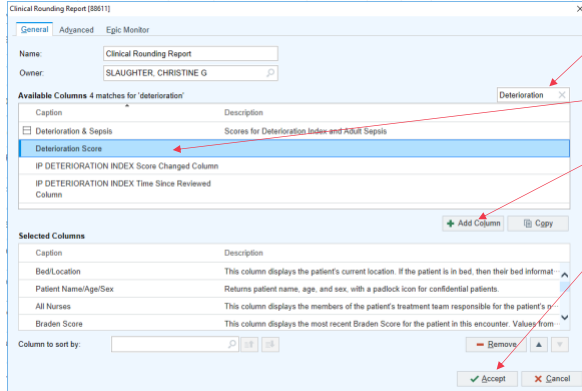 Clinical Rounding Report [88611]
General Advanced Epic Monitor
Name: Clinical Rounding Report
Owner: SLAUGHTER, CHRISTINE G
Available Columns 4 matches for 'deterioration' Deterioration
Caption Description
Deterioration & Sepsis Scores for Deterioration Index and Adult Sepsis
Deterioration Score
IP DETERIORATION INDEX Score Changed Column
IP DETERIORATION INDEX Time Since Reviewed
Column
Add Column Copy
Selected Columns
Caption Description
Bed/Location This column displays the patient's current location. If the patient is in bed, then their bed informat...
Patient Name/Age/Sex Returns patient name, age, and sex, with a padlock icon for confidential patients.
All Nurses This column displays the members of the patient's treatment team responsible for the patient's n...
Braden Score This column displays the most recent Braden Score for the patient in this encounter. Values from...
Column to sort by: Remove
Accept Cancel